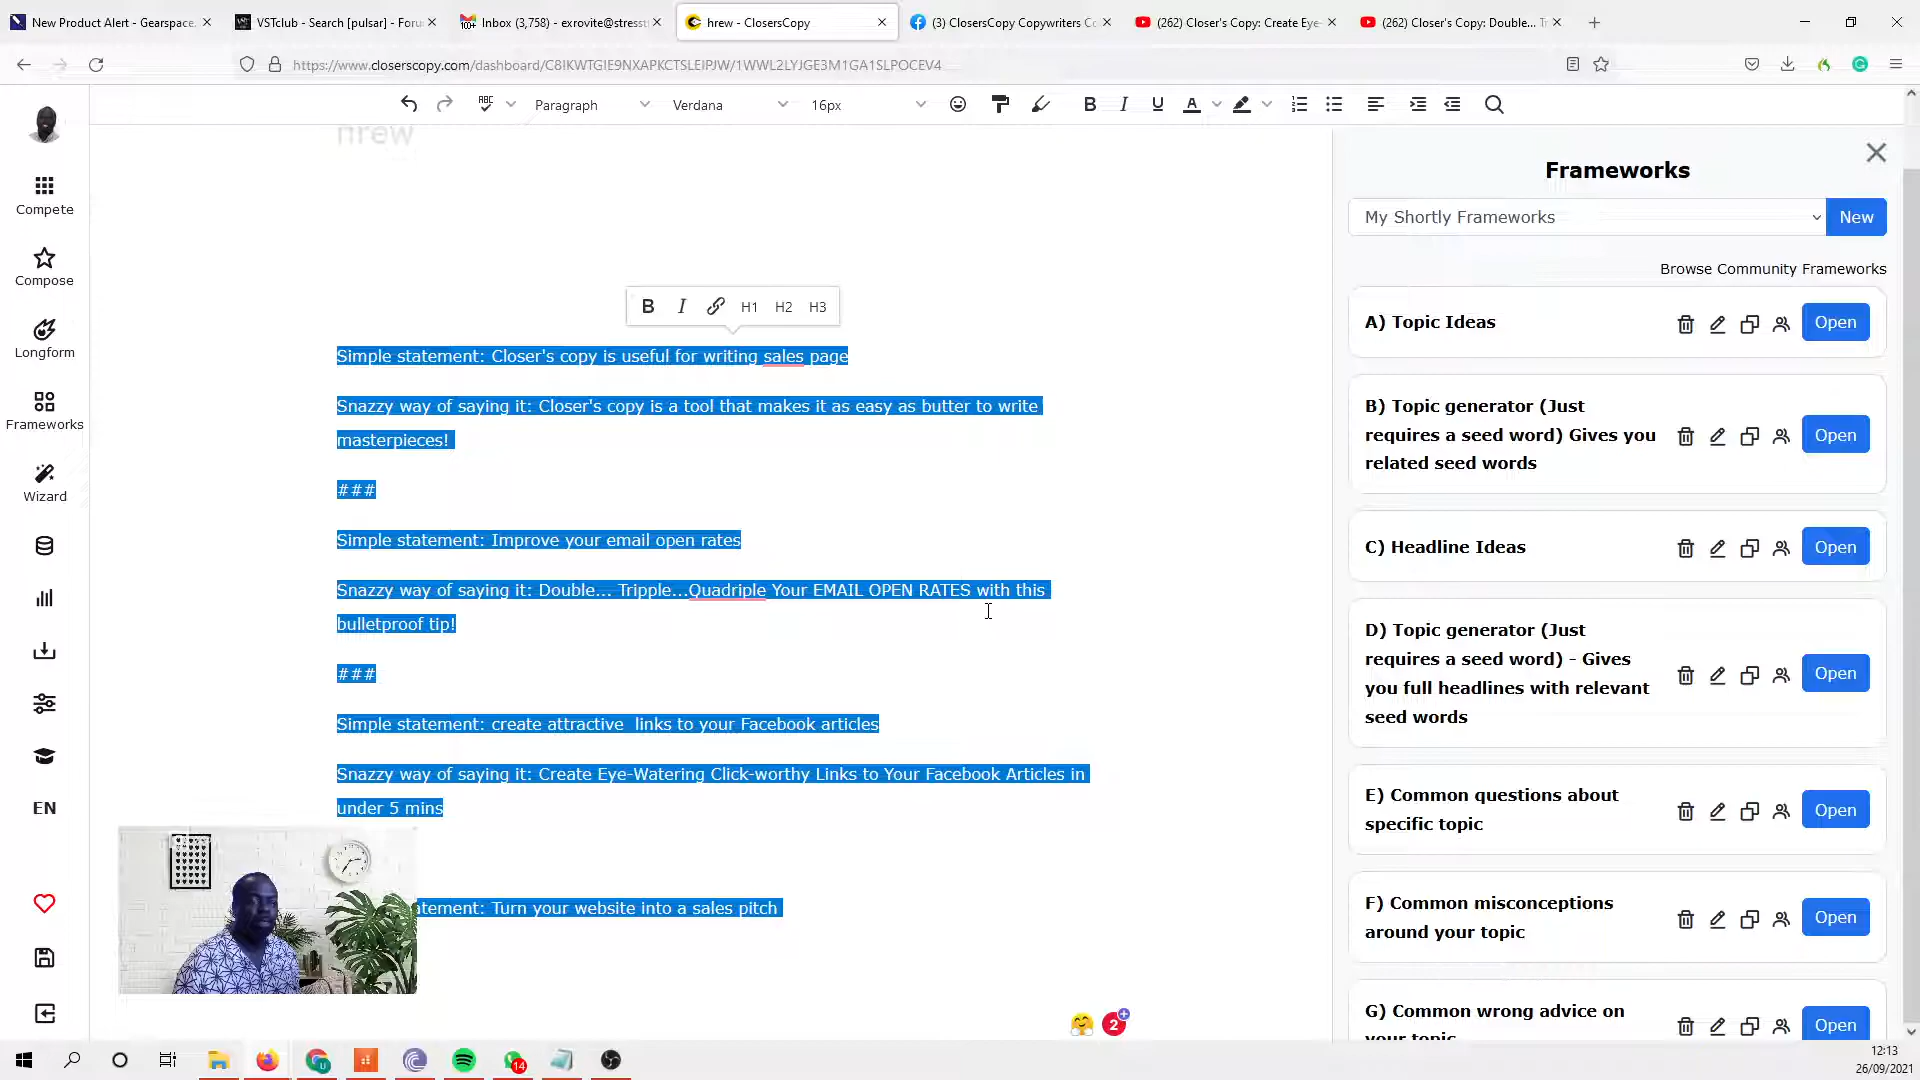 New Product Alert - Gearspace.
VSTclub - Search [pulsar] - Foru
Inbox (3,758) - exrovite@stresst
hrew - ClosersCopy
(3) ClosersCopy Copywriters Co
(262) Closer's Copy: Create Eye-
(262) Closer's Copy: Double... Tr
https://www.closerscopy.com/dashboard/C8IKWTGIE9NXAPKCTSLEIPJW/1WWL2LYJGE3M1GA1SLPOCEV4
ABC
Paragraph
Verdana
16px
B I U A
hrew
Compete
Compose
Longform
Frameworks
Wizard
EN
B I H1 H2 H3
Simple statement: Closer's copy is useful for writing sales page
Snazzy way of saying it: Closer's copy is a tool that makes it as easy as butter to write
masterpieces!
###
Simple statement: Improve your email open rates
Snazzy way of saying it: Double... Tripple...Quadriple Your EMAIL OPEN RATES with this
bulletproof tip!
###
Simple statement: create attractive  links to your Facebook articles
Snazzy way of saying it: Create Eye-Watering Click-worthy Links to Your Facebook Articles in
under 5 mins
tement: Turn your website into a sales pitch
2
Frameworks
My Shortly Frameworks
New
Browse Community Frameworks
A) Topic Ideas
Open
B) Topic generator (Just
requires a seed word) Gives you
related seed words
Open
C) Headline Ideas
Open
D) Topic generator (Just
requires a seed word) - Gives
you full headlines with relevant
seed words
Open
E) Common questions about
specific topic
Open
F) Common misconceptions
around your topic
Open
G) Common wrong advice on
your topic
Open
14
12:13
26/09/2021